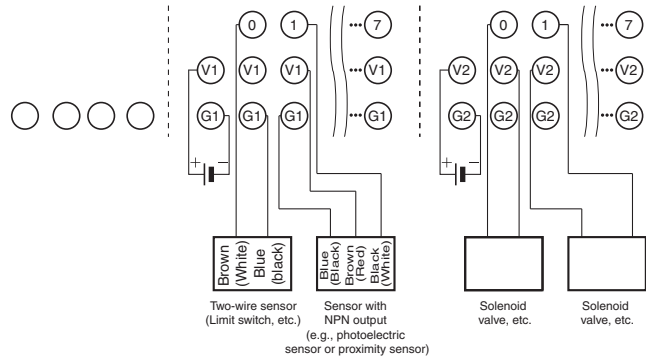 0 1 ••• 7
V1 V1 V1 ••• V1
G1 G1 G1 ••• G1
+ −
0 1 ••• 7
V2 V2 V2 ••• V2
G2 G2 G2 ••• G2
+ −
Brown
(White)
Blue
(black)
Blue
(Black)
Brown
(Red)
Black
(White)
Two-wire sensor
(Limit switch, etc.)
Sensor with
NPN output
(e.g., photoelectric
sensor or proximity sensor)
Solenoid
valve, etc.
Solenoid
valve, etc.